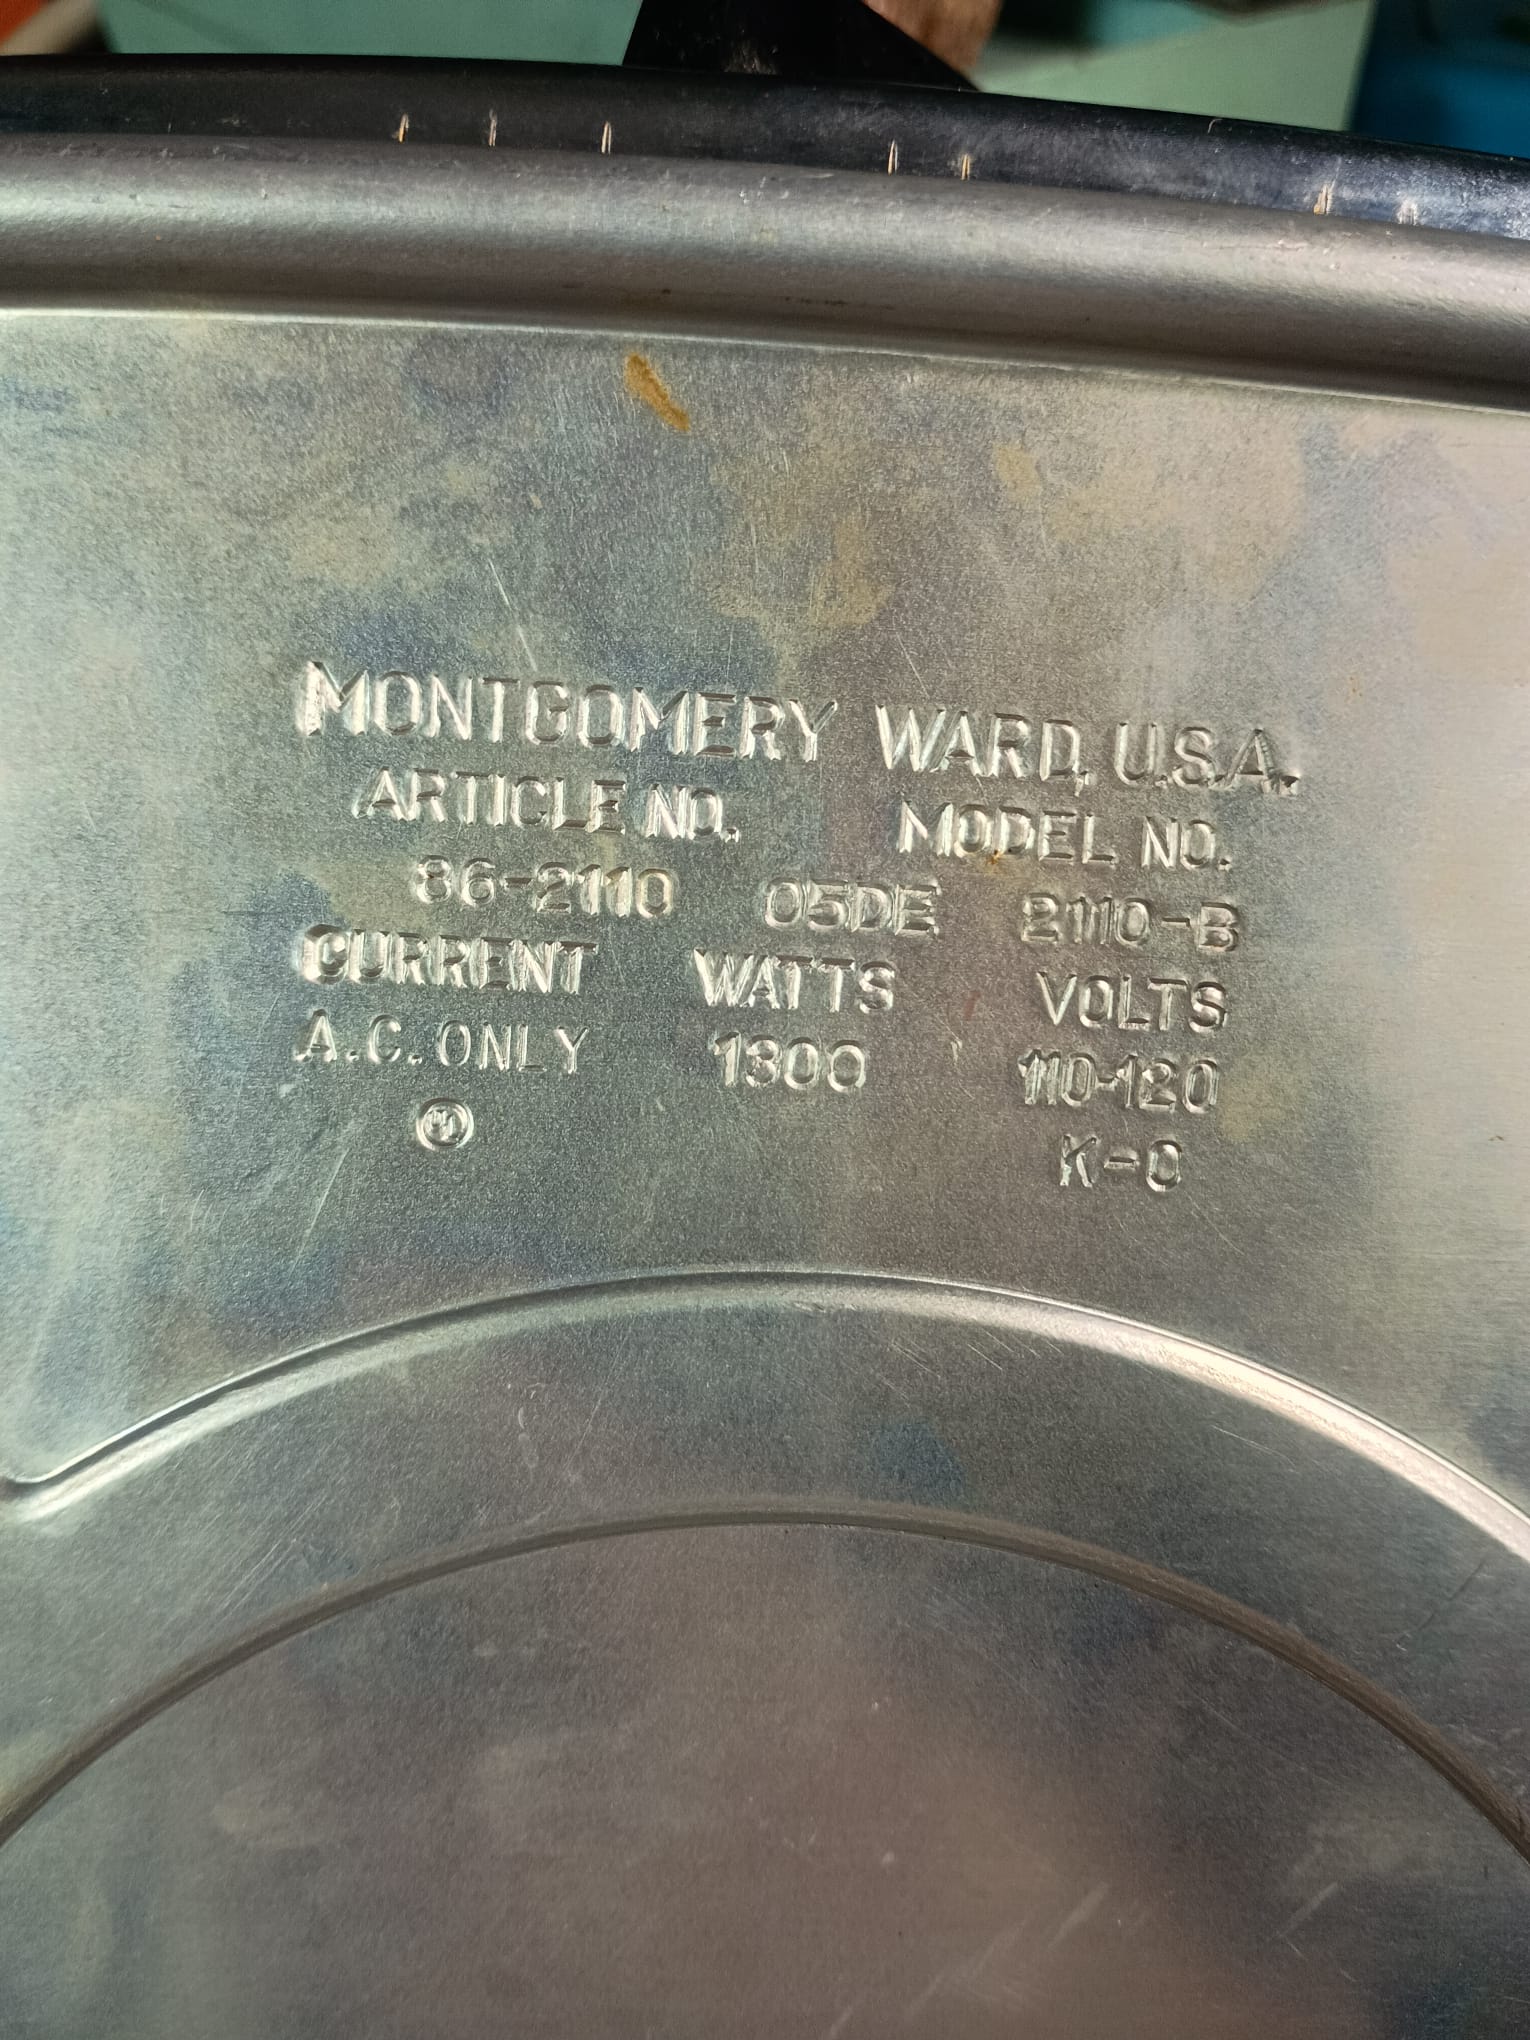 MONTGOMERY WARD, U.S.A.
ARTICLE NO. MODEL NO.
86-2110 05DE 2110-B
CURRENT WATTS VOLTS
A.C. ONLY 1300 110-120
K-0